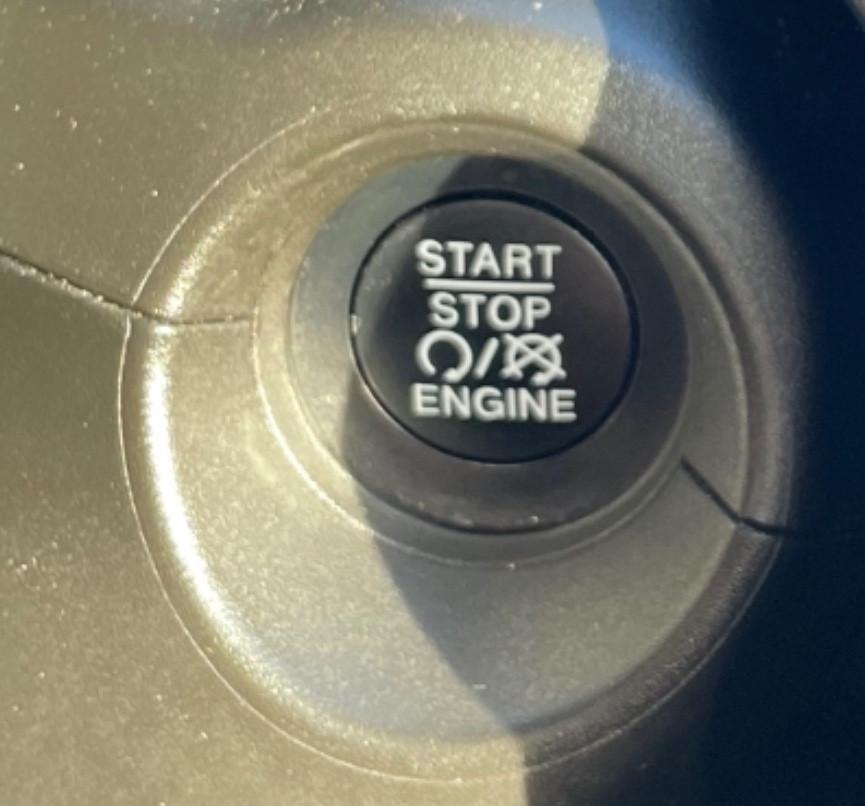 START
STOP
/
ENGINE